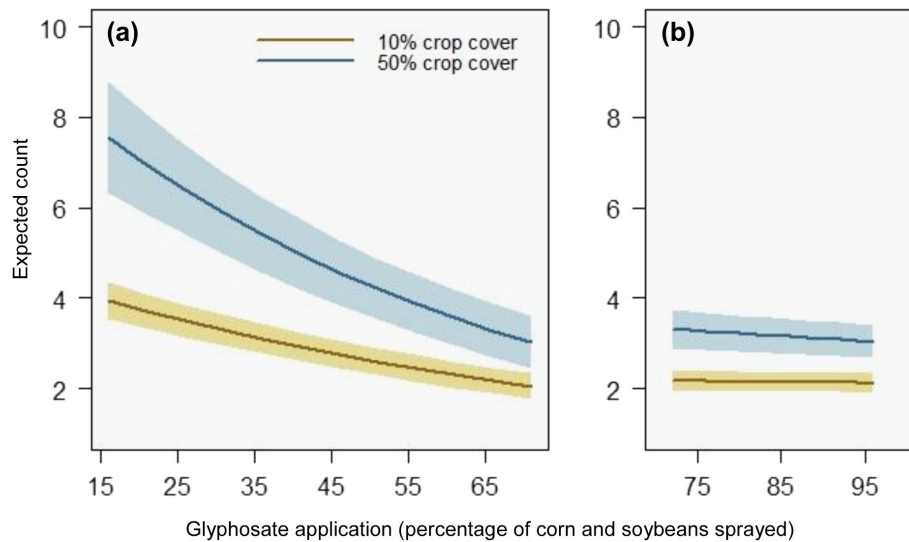 (a)
10% crop cover
50% crop cover
10
8
6
4
2
15 25 35 45 55 65
(b)
10
8
6
4
2
75 85 95
Expected count
Glyphosate application (percentage of corn and soybeans sprayed)